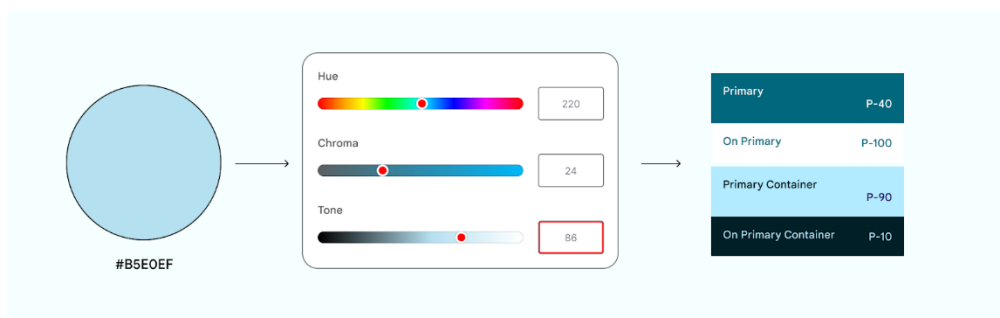 #B5E0EF
Hue
220
Chroma
24
Tone
86
Primary
P-40
On Primary
P-100
Primary Container
P-90
On Primary Container
P-10